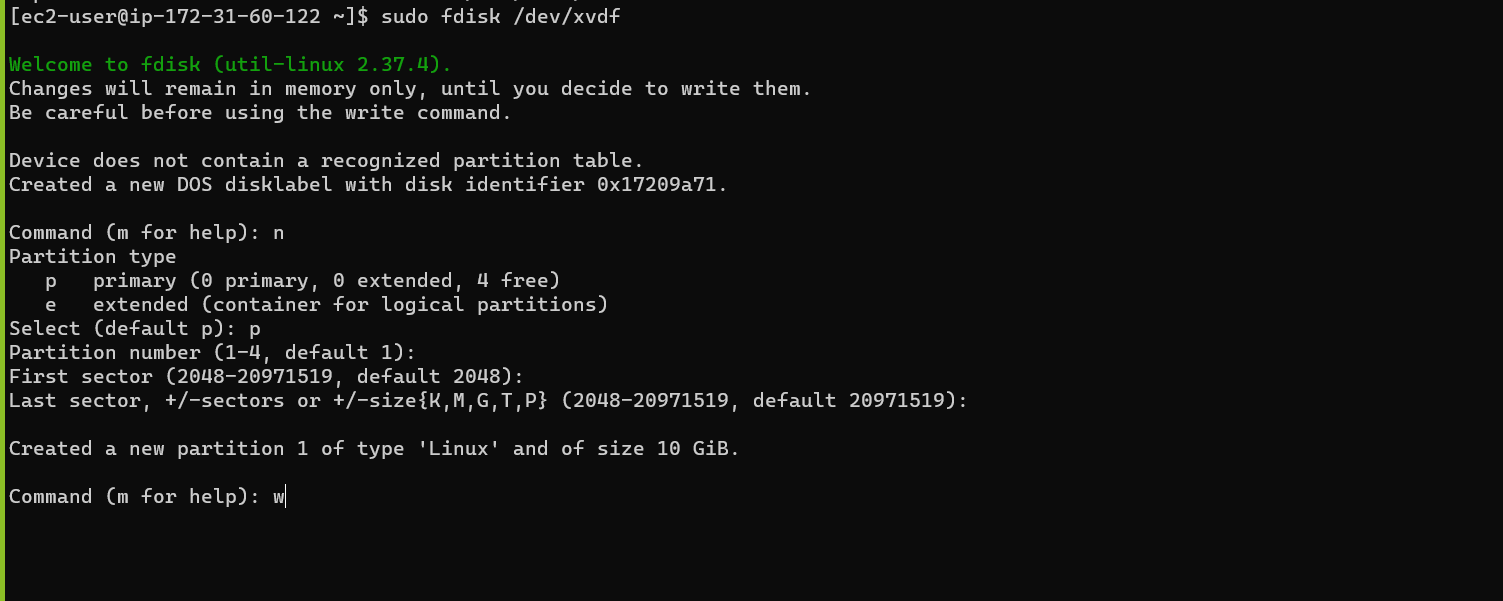 [ec2-user@ip-172-31-60-122 ~]$ sudo fdisk /dev/xvdf
Welcome to fdisk (util-linux 2.37.4).
Changes will remain in memory only, until you decide to write them.
Be careful before using the write command.
Device does not contain a recognized partition table.
Created a new DOS disklabel with disk identifier 0x17209a71.
Command (m for help): n
Partition type
   p   primary (0 primary, 0 extended, 4 free)
   e   extended (container for logical partitions)
Select (default p): p
Partition number (1-4, default 1):
First sector (2048-20971519, default 2048):
Last sector, +/-sectors or +/-size{K,M,G,T,P} (2048-20971519, default 20971519):
Created a new partition 1 of type 'Linux' and of size 10 GiB.
Command (m for help): w